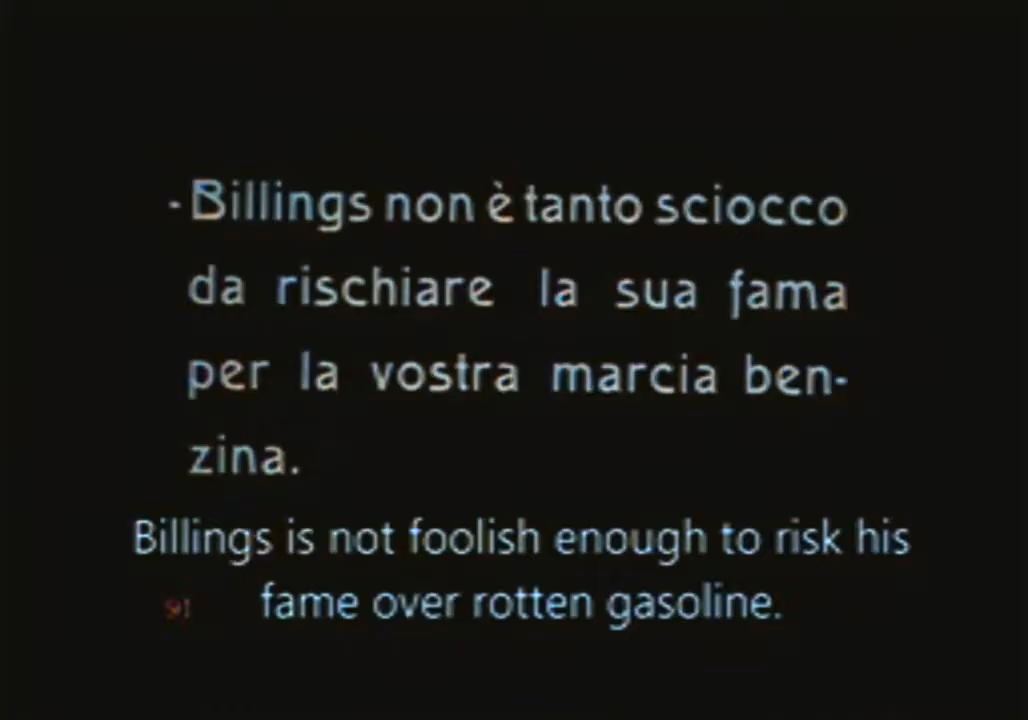 - Billings non è tanto sciocco
da rischiare la sua fama
per la vostra marcia ben-
zina.
Billings is not foolish enough to risk his
91 fame over rotten gasoline.